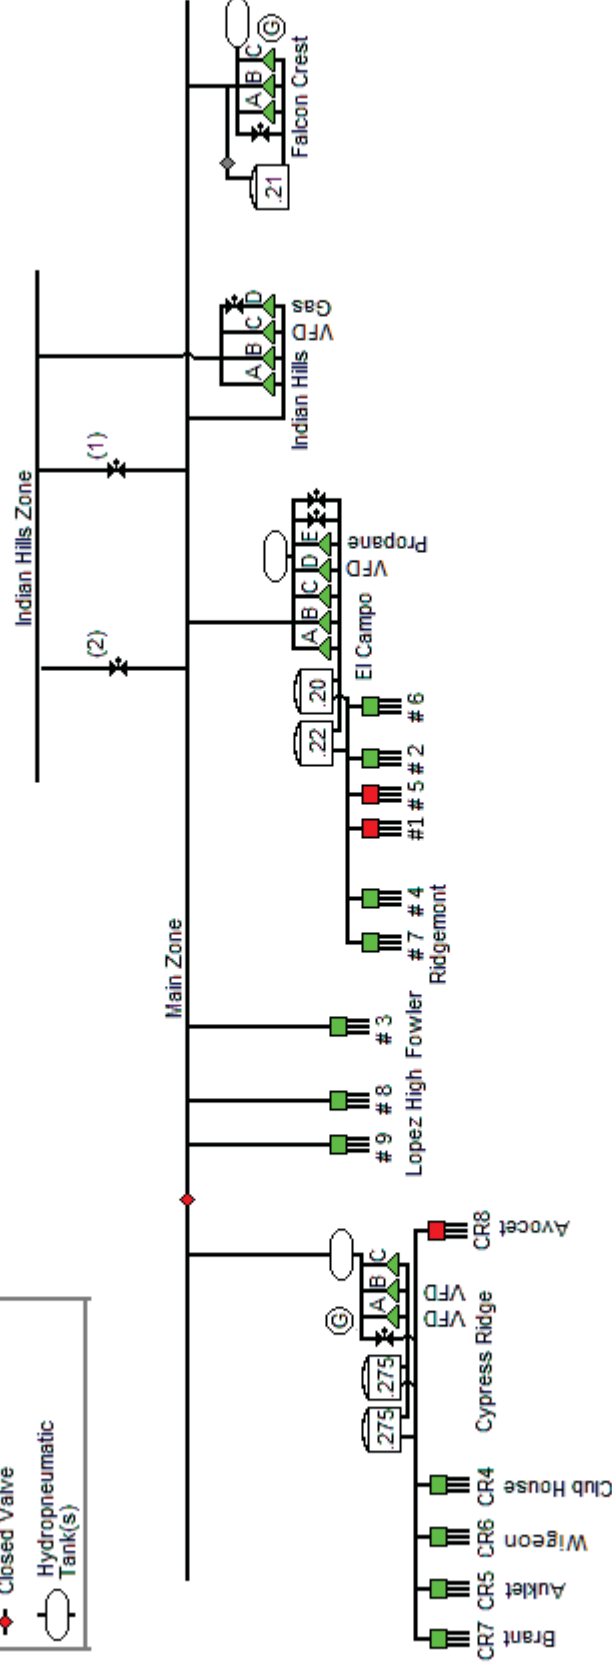 Closed Valve
Hydropneumatic
Tank(s)
Indian Hills Zone
(2)
(1)
Main Zone
G
A B C
.21
Falcon Crest
A B C D
VFD
Gas
Indian Hills
A B C D E
VFD
Propane
El Campo
.22
.20
# 7
# 4
#1
# 5
# 2
# 6
Ridgemont
# 9
# 8
# 3
Lopez High
Fowler
G
A B C
VFD
VFD
.275
.275
Cypress Ridge
CR7
CR5
CR6
CR4
CR8
Brant
Auklet
Wigeon
Club House
Avocet